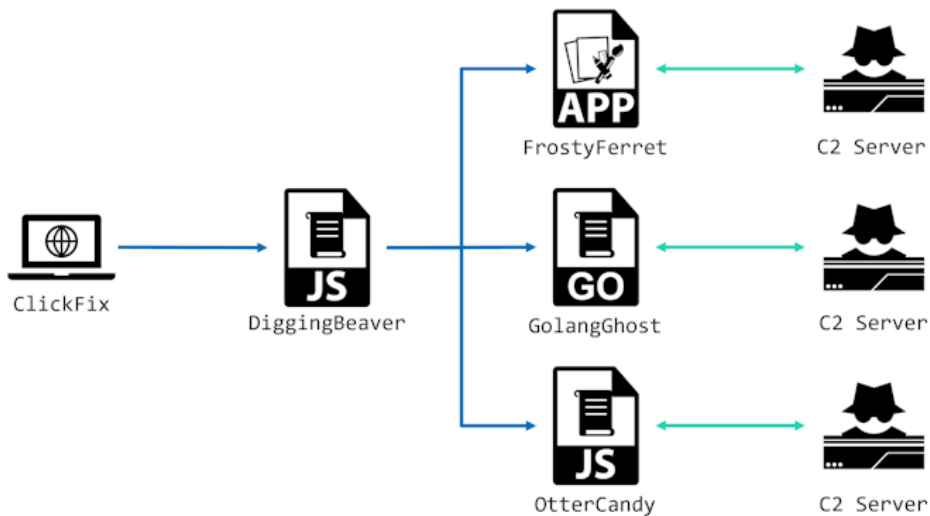 APP
FrostyFerret
C2 Server
ClickFix
JS
DiggingBeaver
GO
GolangGhost
C2 Server
JS
OtterCandy
C2 Server